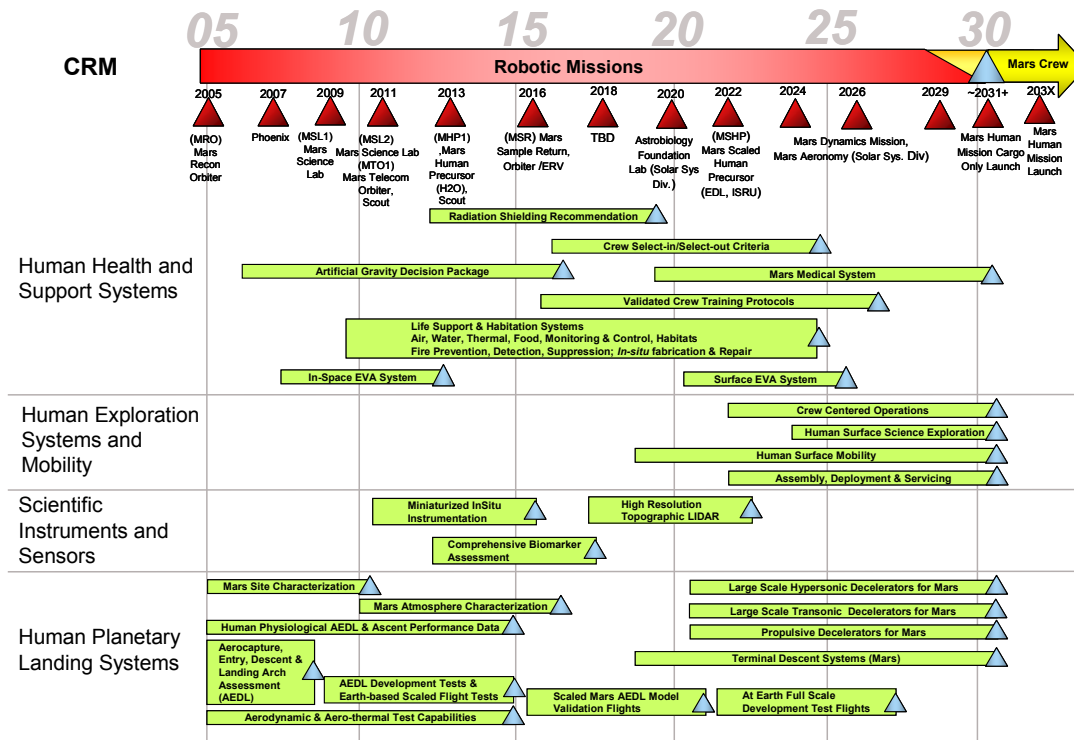 05 10 15 20 25 30
CRM
Robotic Missions
Mars Crew
2005
2007
2009
2011
2013
2016
2018
2020
2022
2024
2026
2029
~2031+
203X
(MRO)
Mars
Recon
Orbiter
Phoenix
(MSL1)
Mars
Science
Lab
(MSL2)
Mars Science Lab
(MTO1)
Mars Telecom
Orbiter,
Scout
(MHP1)
,Mars
Human
Precursor
(H2O),
Scout
(MSR) Mars
Sample Return,
Orbiter /ERV
TBD
Astrobiology
Foundation
Lab (Solar Sys
Div.)
(MSHP)
Mars Scaled
Human
Precursor
(EDL, ISRU)
Mars Dynamics Mission,
Mars Aeronomy (Solar Sys. Div)
Mars Human
Mission Cargo
Only Launch
Mars
Human
Mission
Launch
Human Health and
Support Systems
Radiation Shielding Recommendation
Crew Select-in/Select-out Criteria
Artificial Gravity Decision Package
Mars Medical System
Validated Crew Training Protocols
Life Support & Habitation Systems
Air, Water, Thermal, Food, Monitoring & Control, Habitats
Fire Prevention, Detection, Suppression; In-situ fabrication & Repair
In-Space EVA System
Surface EVA System
Human Exploration
Systems and
Mobility
Crew Centered Operations
Human Surface Science Exploration
Human Surface Mobility
Assembly, Deployment & Servicing
Scientific
Instruments and
Sensors
Miniaturized InSitu
Instrumentation
High Resolution
Topographic LIDAR
Comprehensive Biomarker
Assessment
Human Planetary
Landing Systems
Mars Site Characterization
Mars Atmosphere Characterization
Human Physiological AEDL & Ascent Performance Data
Aerocapture,
Entry, Descent &
Landing Arch
Assessment
(AEDL)
AEDL Development Tests &
Earth-based Scaled Flight Tests
Aerodynamic & Aero-thermal Test Capabilities
Scaled Mars AEDL Model
Validation Flights
At Earth Full Scale
Development Test Flights
Large Scale Hypersonic Decelerators for Mars
Large Scale Transonic Decelerators for Mars
Propulsive Decelerators for Mars
Terminal Descent Systems (Mars)